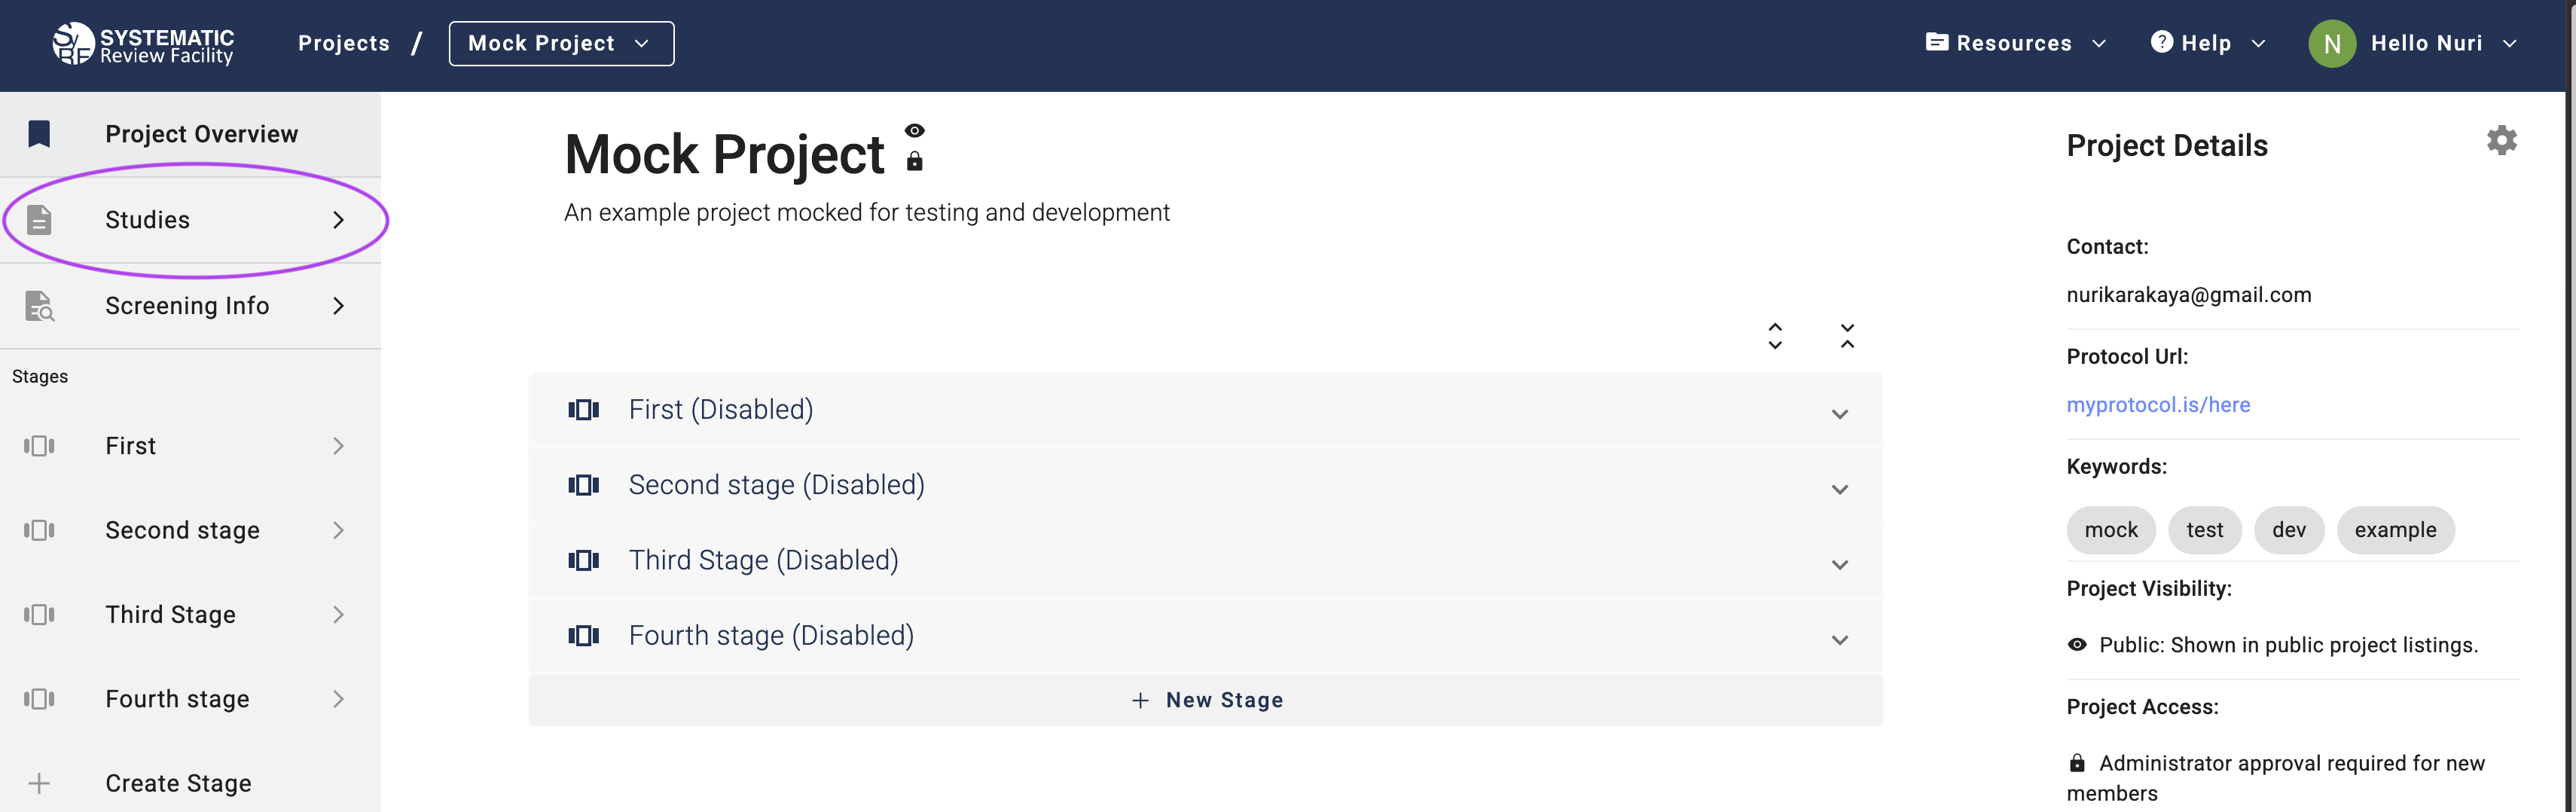 SyRF SYSTEMATIC
Review Facility
Projects / Mock Project
Resources
Help
N Hello Nuri
Project Overview
Studies
Screening Info
Stages
First
Second stage
Third Stage
Fourth stage
Create Stage
Mock Project
An example project mocked for testing and development
First (Disabled)
Second stage (Disabled)
Third Stage (Disabled)
Fourth stage (Disabled)
+ New Stage
Project Details
Contact:
nurikarakaya@gmail.com
Protocol Url:
myprotocol.is/here
Keywords:
mock test dev example
Project Visibility:
Public: Shown in public project listings.
Project Access:
Administrator approval required for new
members